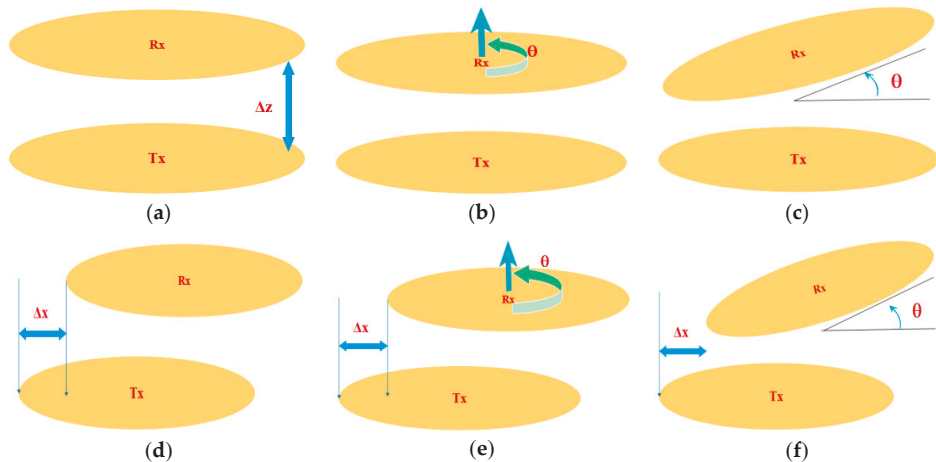 Rx
Δz
Tx
(a)
Rx
θ
Tx
(b)
Rx
θ
Tx
(c)
Rx
Δx
Tx
(d)
θ
Rx
Δx
Tx
(e)
Rx
Δx
θ
Tx
(f)